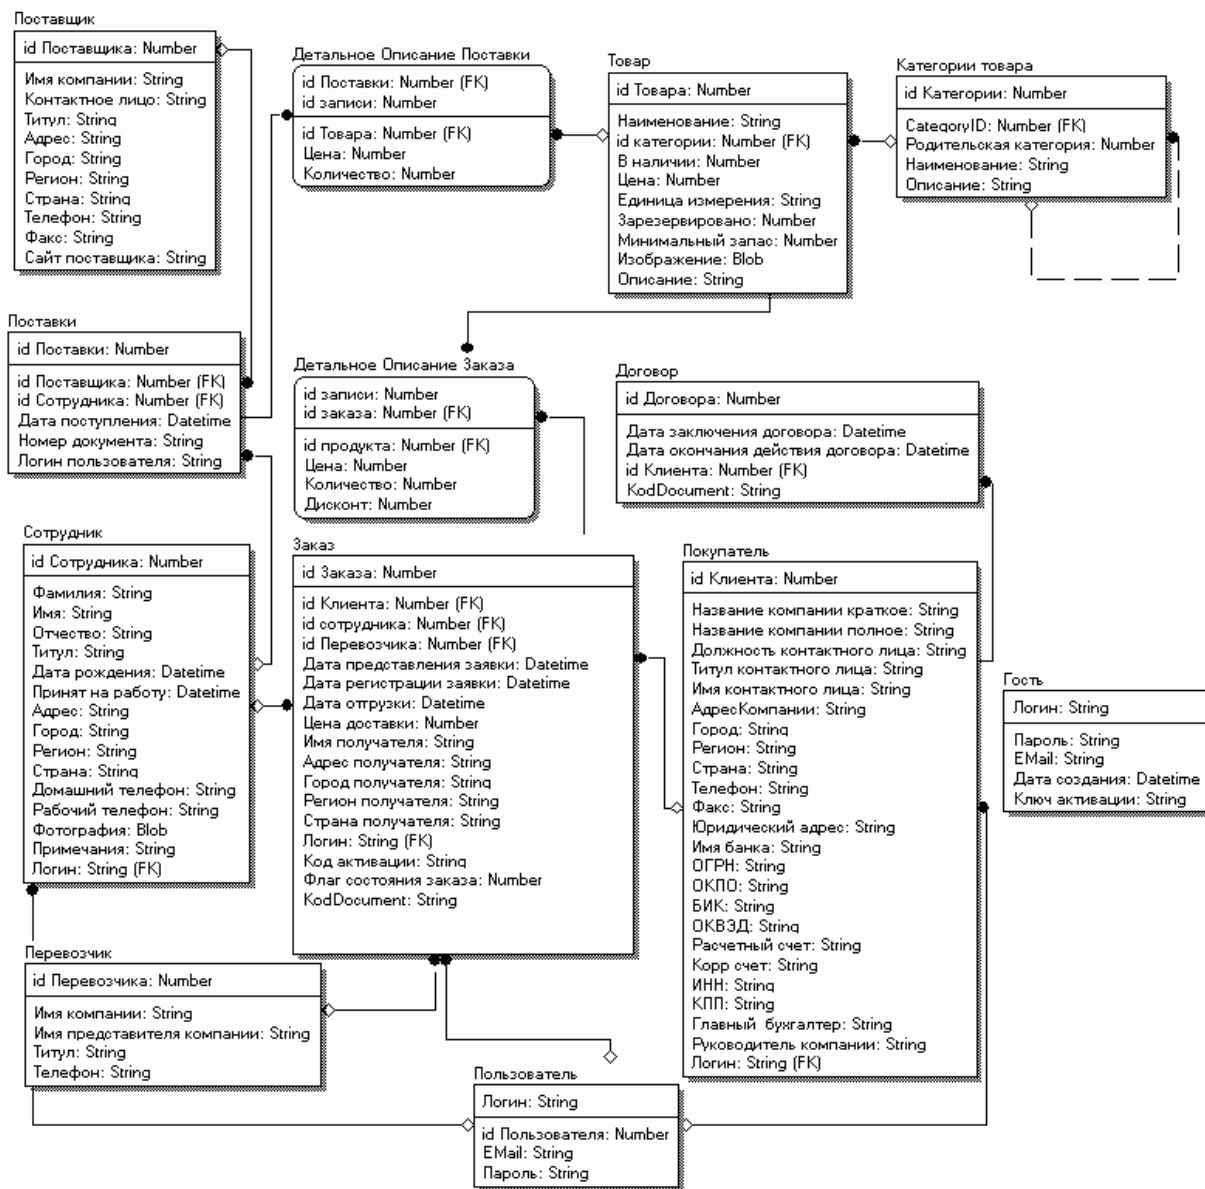 Поставщик
id Поставщика: Number
Имя компании: String
Контактное лицо: String
Титул: String
Адрес: String
Город: String
Регион: String
Страна: String
Телефон: String
Факс: String
Сайт поставщика: String
Детальное Описание Поставки
id Поставки: Number (FK)
id записи: Number
id Товара: Number (FK)
Цена: Number
Количество: Number
Товар
id Товара: Number
Наименование: String
id категории: Number (FK)
В наличии: Number
Цена: Number
Единица измерения: String
Зарезервировано: Number
Минимальный запас: Number
Изображение: Blob
Описание: String
Категории товара
id Категории: Number
CategoryID: Number (FK)
Родительская категория: Number
Наименование: String
Описание: String
Поставки
id Поставки: Number
id Поставщика: Number (FK)
id Сотрудника: Number (FK)
Дата поступления: Datetime
Номер документа: String
Логин пользователя: String
Детальное Описание Заказа
id записи: Number
id заказа: Number (FK)
id продукта: Number (FK)
Цена: Number
Количество: Number
Дисконт: Number
Договор
id Договора: Number
Дата заключения договора: Datetime
Дата окончания действия договора: Datetime
id Клиента: Number (FK)
KodDocument: String
Сотрудник
id Сотрудника: Number
Фамилия: String
Имя: String
Отчество: String
Титул: String
Дата рождения: Datetime
Принят на работу: Datetime
Адрес: String
Город: String
Регион: String
Страна: String
Домашний телефон: String
Рабочий телефон: String
Фотография: Blob
Примечания: String
Логин: String (FK)
Заказ
id Заказа: Number
id Клиента: Number (FK)
id сотрудника: Number (FK)
id Перевозчика: Number (FK)
Дата представления заявки: Datetime
Дата регистрации заявки: Datetime
Дата отгрузки: Datetime
Цена доставки: Number
Имя получателя: String
Адрес получателя: String
Город получателя: String
Регион получателя: String
Страна получателя: String
Логин: String (FK)
Код активации: String
Флаг состояния заказа: Number
KodDocument: String
Покупатель
id Клиента: Number
Название компании краткое: String
Название компании полное: String
Должность контактного лица: String
Титул контактного лица: String
Имя контактного лица: String
АдресКомпании: String
Город: String
Регион: String
Страна: String
Телефон: String
Факс: String
Юридический адрес: String
Имя банка: String
ОГРН: String
ОКПО: String
БИК: String
ОКВЭД: String
Расчетный счет: String
Корр счет: String
ИНН: String
КПП: String
Главный бухгалтер: String
Руководитель компании: String
Логин: String (FK)
Гость
Логин: String
Пароль: String
EMail: String
Дата создания: Datetime
Ключ активации: String
Перевозчик
id Перевозчика: Number
Имя компании: String
Имя представителя компании: String
Титул: String
Телефон: String
Пользователь
Логин: String
id Пользователя: Number
EMail: String
Пароль: String